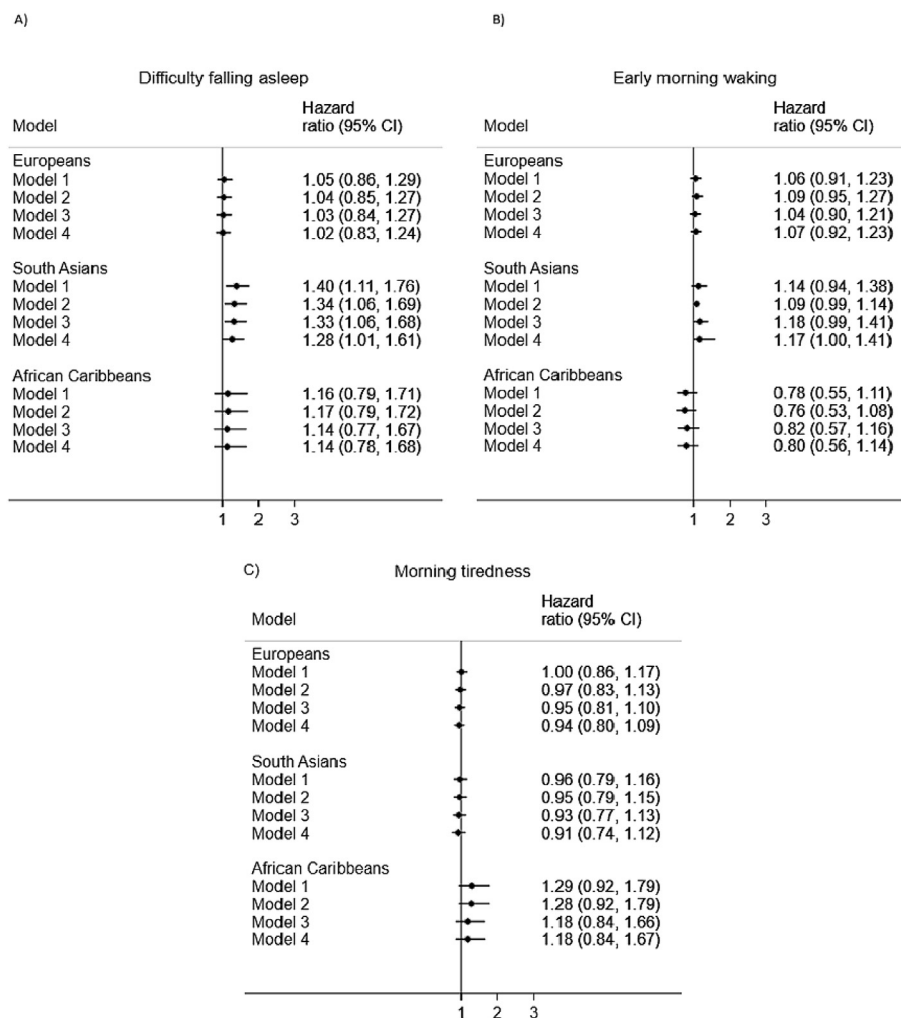 A)
Difficulty falling asleep
Hazard
Model ratio (95% CI)
Europeans
Model 1 1.05 (0.86, 1.29)
Model 2 1.04 (0.85, 1.27)
Model 3 1.03 (0.84, 1.27)
Model 4 1.02 (0.83, 1.24)
South Asians
Model 1 1.40 (1.11, 1.76)
Model 2 1.34 (1.06, 1.69)
Model 3 1.33 (1.06, 1.68)
Model 4 1.28 (1.01, 1.61)
African Caribbeans
Model 1 1.16 (0.79, 1.71)
Model 2 1.17 (0.79, 1.72)
Model 3 1.14 (0.77, 1.67)
Model 4 1.14 (0.78, 1.68)
1 2 3
B)
Early morning waking
Hazard
Model ratio (95% CI)
Europeans
Model 1 1.06 (0.91, 1.23)
Model 2 1.09 (0.95, 1.27)
Model 3 1.04 (0.90, 1.21)
Model 4 1.07 (0.92, 1.23)
South Asians
Model 1 1.14 (0.94, 1.38)
Model 2 1.09 (0.99, 1.14)
Model 3 1.18 (0.99, 1.41)
Model 4 1.17 (1.00, 1.41)
African Caribbeans
Model 1 0.78 (0.55, 1.11)
Model 2 0.76 (0.53, 1.08)
Model 3 0.82 (0.57, 1.16)
Model 4 0.80 (0.56, 1.14)
1 2 3
C)
Morning tiredness
Hazard
Model ratio (95% CI)
Europeans
Model 1 1.00 (0.86, 1.17)
Model 2 0.97 (0.83, 1.13)
Model 3 0.95 (0.81, 1.10)
Model 4 0.94 (0.80, 1.09)
South Asians
Model 1 0.96 (0.79, 1.16)
Model 2 0.95 (0.79, 1.15)
Model 3 0.93 (0.77, 1.13)
Model 4 0.91 (0.74, 1.12)
African Caribbeans
Model 1 1.29 (0.92, 1.79)
Model 2 1.28 (0.92, 1.79)
Model 3 1.18 (0.84, 1.66)
Model 4 1.18 (0.84, 1.67)
1 2 3